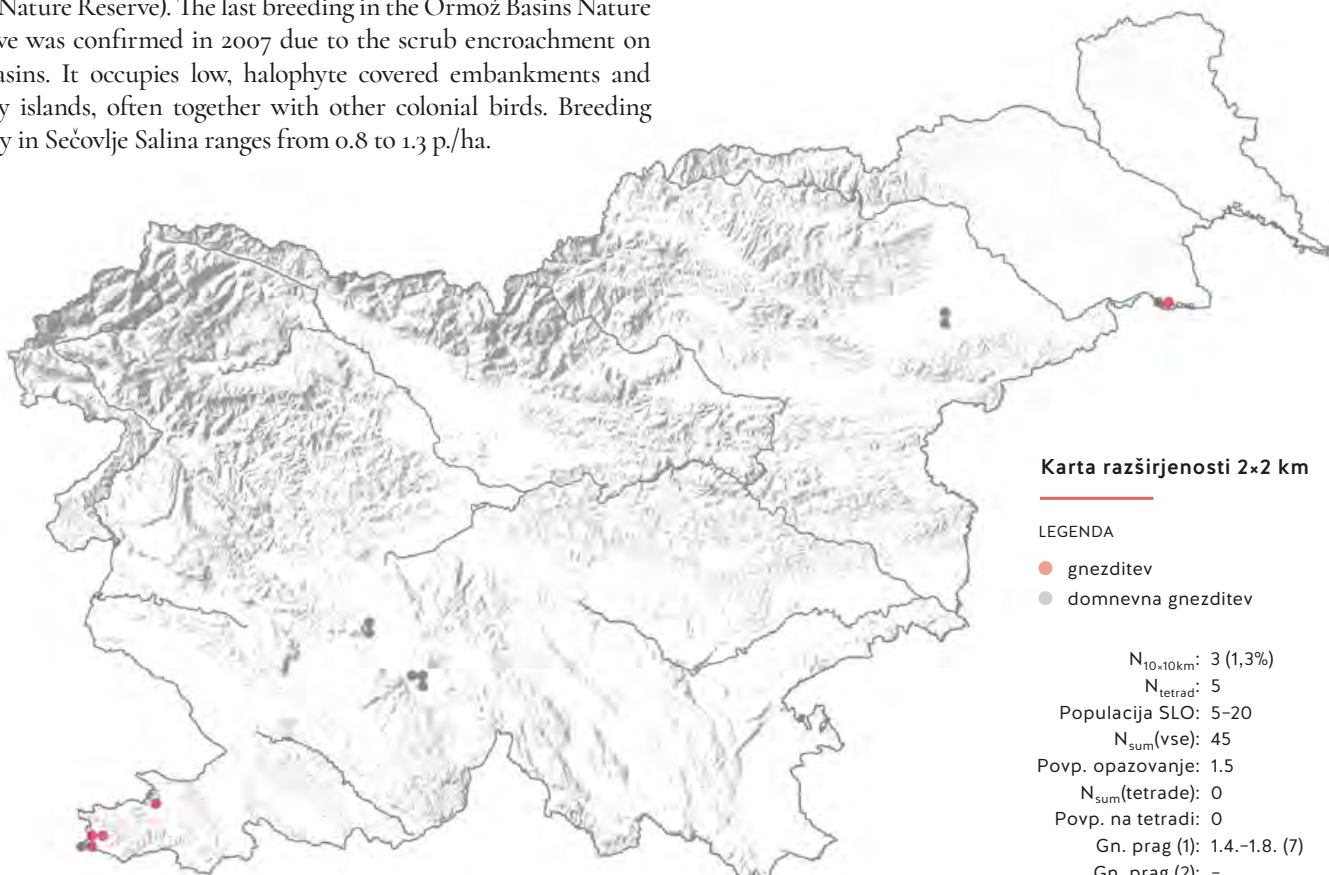 Nature Reserve). The last breeding in the Ormož Basins Nature
ve was confirmed in 2007 due to the scrub encroachment on
asins. It occupies low, halophyte covered embankments and
y islands, often together with other colonial birds. Breeding
y in Sečovlje Salina ranges from 0.8 to 1.3 p./ha.
Karta razširjenosti 2×2 km
LEGENDA
gnezditev
domnevna gnezditev
N10×10km: 3 (1,3%)
Ntetrad: 5
Populacija SLO: 5–20
Nsum(vse): 45
Povp. opazovanje: 1.5
Nsum(tetrade): 0
Povp. na tetradi: 0
Gn. prag (1): 1.4.–1.8. (7)
Gn. prag (2): –